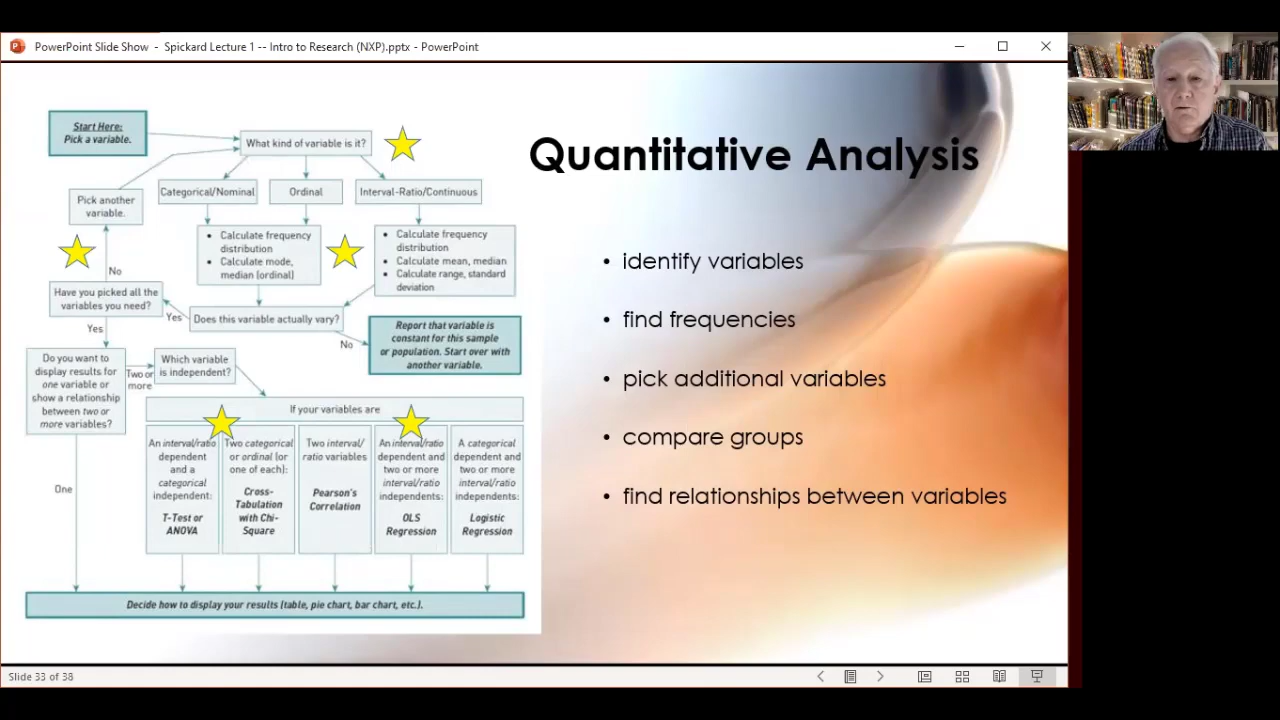 PowerPoint Slide Show - Spickard Lecture 1 -- Intro to Research (NXP).pptx - PowerPoint
Quantitative Analysis
Start Here:
Pick a variable.
What kind of variable is it?
Categorical/Nominal
Ordinal
Interval-Ratio/Continuous
Pick another
variable.
• Calculate frequency
distribution
• Calculate mode,
median (ordinal)
• Calculate frequency
distribution
• Calculate mean, median
• Calculate range, standard
deviation
No
Have you picked all the
variables you need?
Yes
Does this variable actually vary?
Yes
No
Report that variable is
constant for this sample
or population. Start over with
another variable.
Do you want to
display results for
one variable or
show a relationship
between two or
more variables?
Two or
more
Which variable
is independent?
If your variables are
An interval/ratio
dependent
and a
categorical
independent:
T-Test or
ANOVA
Two categorical
or ordinal (or
one of each):
Cross-
Tabulation
with Chi-
Square
Two interval/
ratio variables
Pearson's
Correlation
An interval/ratio
dependent and
two or more
interval/ratio
independents:
OLS
Regression
A categorical
dependent and
two or more
interval/ratio
independents:
Logistic
Regression
One
Decide how to display your results (table, pie chart, bar chart, etc.).
• identify variables
• find frequencies
• pick additional variables
• compare groups
• find relationships between variables
Slide 33 of 38